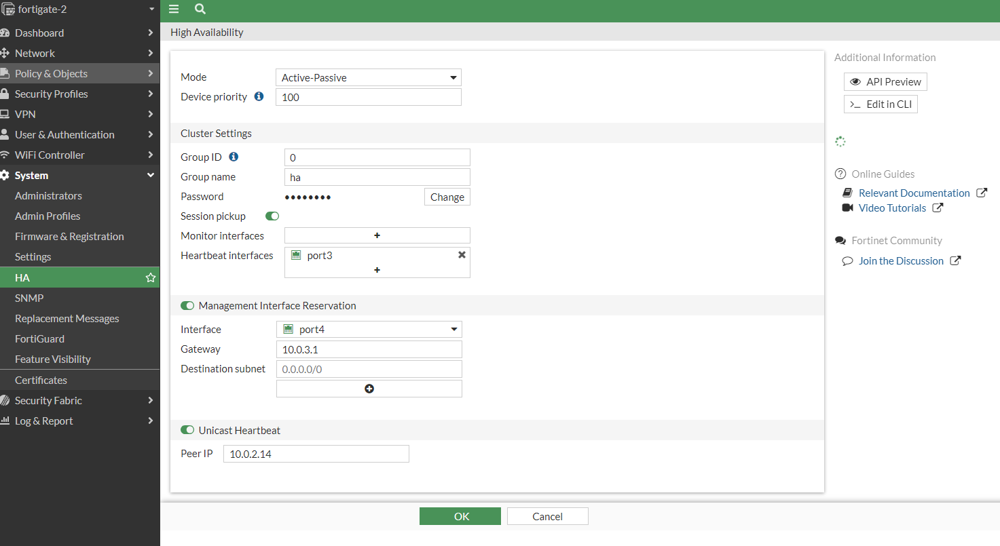 fortigate-2
Dashboard
Network
Policy & Objects
Security Profiles
VPN
User & Authentication
WiFi Controller
System
Administrators
Admin Profiles
Firmware & Registration
Settings
HA
SNMP
Replacement Messages
FortiGuard
Feature Visibility
Certificates
Security Fabric
Log & Report
High Availability
Mode Active-Passive
Device priority 100
Cluster Settings
Group ID 0
Group name ha
Password •••••••• Change
Session pickup
Monitor interfaces +
Heartbeat interfaces port3
+
Management Interface Reservation
Interface port4
Gateway 10.0.3.1
Destination subnet 0.0.0.0/0
Unicast Heartbeat
Peer IP 10.0.2.14
OK Cancel
Additional Information
API Preview
>_ Edit in CLI
Online Guides
Relevant Documentation
Video Tutorials
Fortinet Community
Join the Discussion